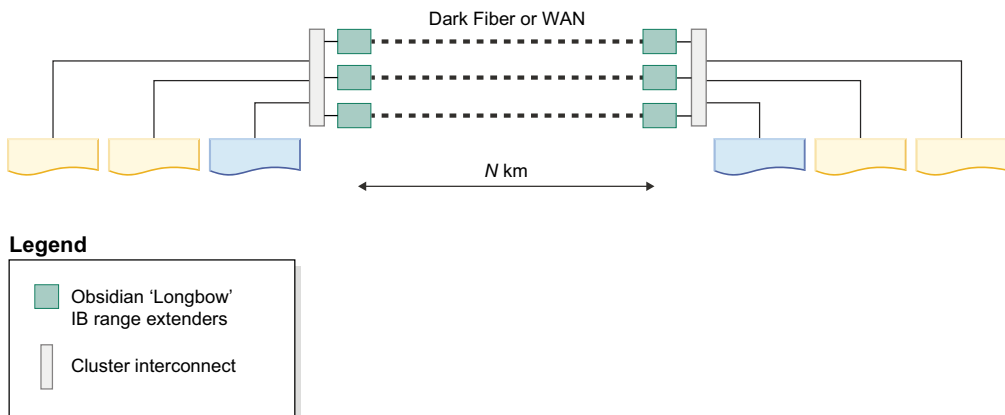 Dark Fiber or WAN
N km
Legend
Obsidian ‘Longbow’
IB range extenders
Cluster interconnect